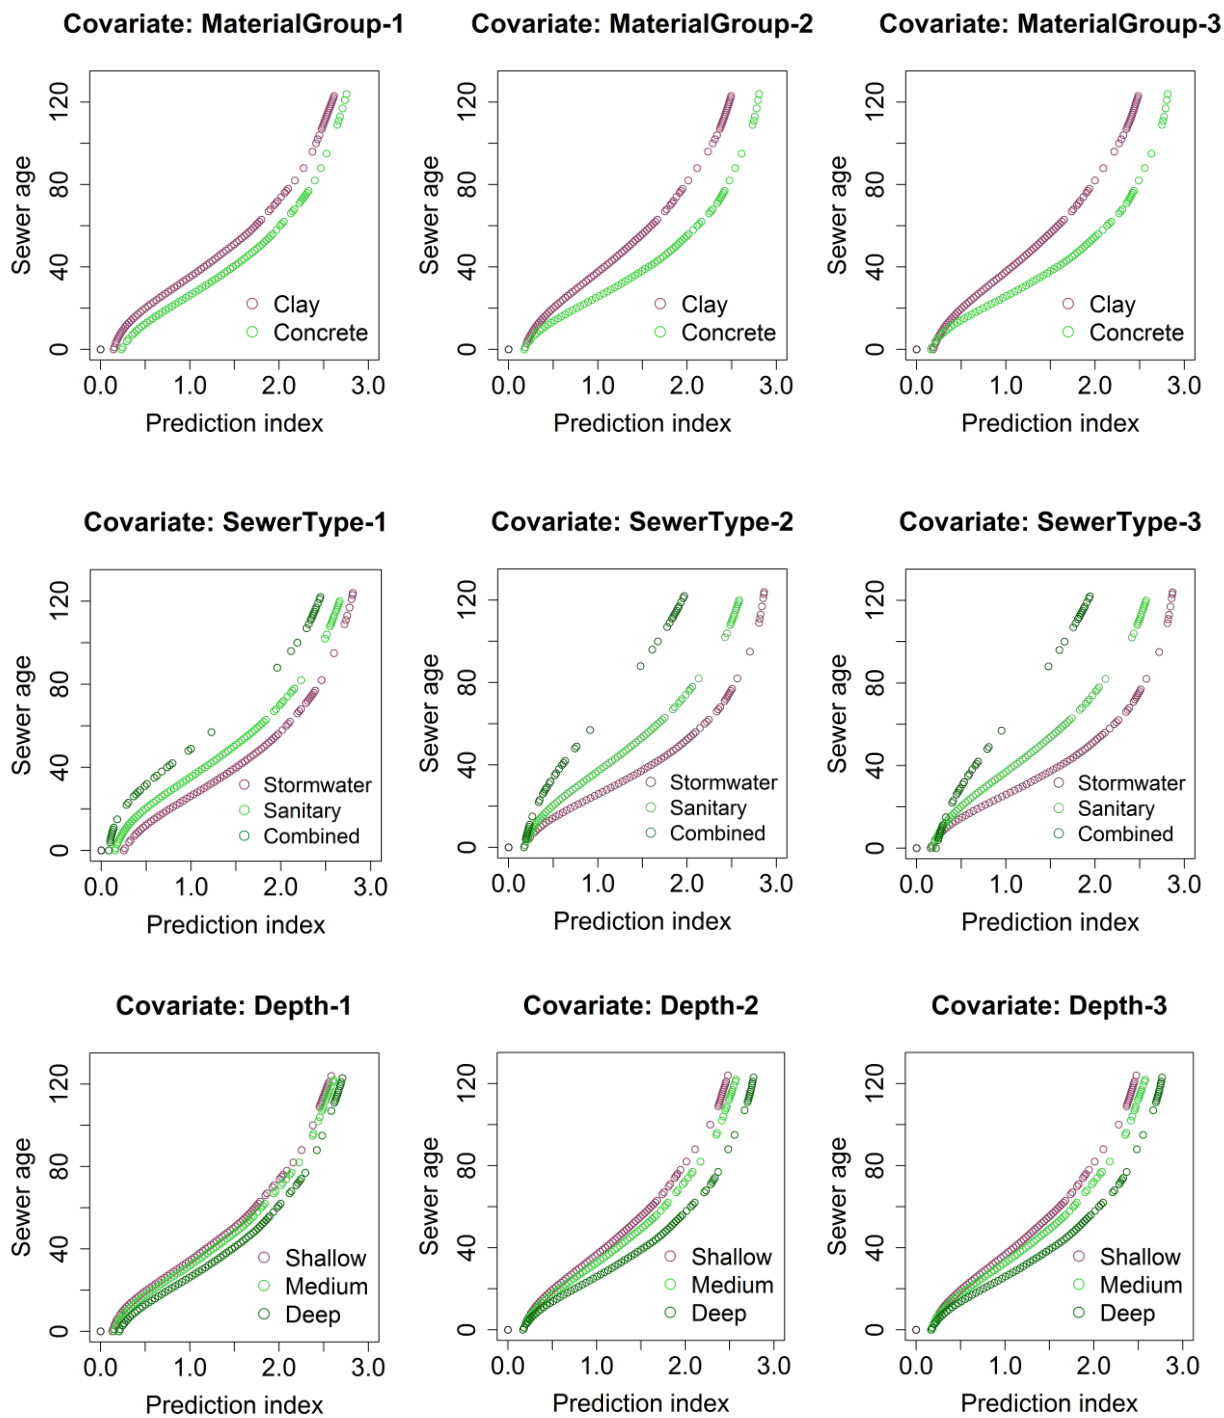 Covariate: MaterialGroup-1
Sewer age
0 40 80 120
Clay
Concrete
0.0 1.0 2.0 3.0
Prediction index
Covariate: MaterialGroup-2
Sewer age
0 40 80 120
Clay
Concrete
0.0 1.0 2.0 3.0
Prediction index
Covariate: MaterialGroup-3
Sewer age
0 40 80 120
Clay
Concrete
0.0 1.0 2.0 3.0
Prediction index
Covariate: SewerType-1
Sewer age
0 40 80 120
Stormwater
Sanitary
Combined
0.0 1.0 2.0 3.0
Prediction index
Covariate: SewerType-2
Sewer age
0 40 80 120
Stormwater
Sanitary
Combined
0.0 1.0 2.0 3.0
Prediction index
Covariate: SewerType-3
Sewer age
0 40 80 120
Stormwater
Sanitary
Combined
0.0 1.0 2.0 3.0
Prediction index
Covariate: Depth-1
Sewer age
0 40 80 120
Shallow
Medium
Deep
0.0 1.0 2.0 3.0
Prediction index
Covariate: Depth-2
Sewer age
0 40 80 120
Shallow
Medium
Deep
0.0 1.0 2.0 3.0
Prediction index
Covariate: Depth-3
Sewer age
0 40 80 120
Shallow
Medium
Deep
0.0 1.0 2.0 3.0
Prediction index